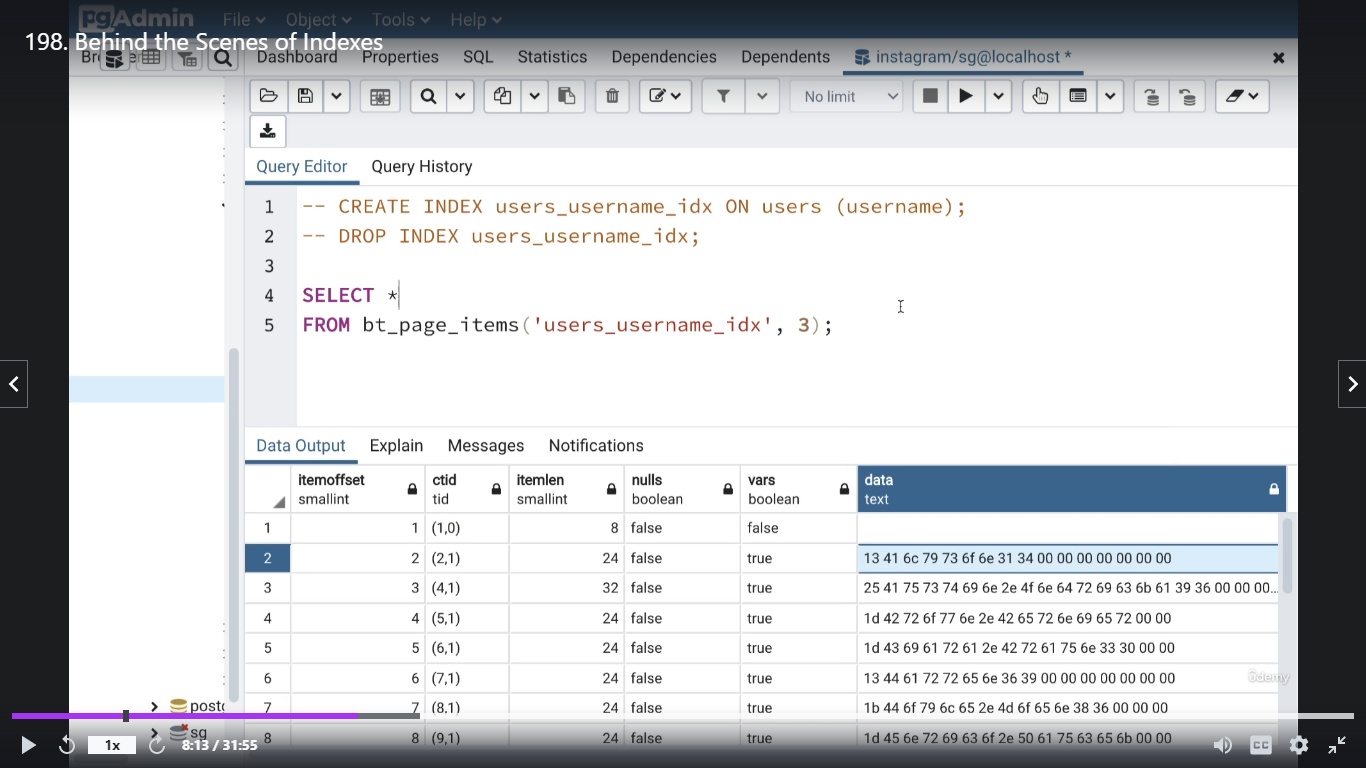 pgAdmin File Object Tools Help
198. Behind the Scenes of Indexes
Dashboard Properties SQL Statistics Dependencies Dependents instagram/sg@localhost *
No limit
Query Editor Query History
1 -- CREATE INDEX users_username_idx ON users (username);
2 -- DROP INDEX users_username_idx;
3
4 SELECT *
5 FROM bt_page_items('users_username_idx', 3);
Data Output Explain Messages Notifications
itemoffset ctid itemlen nulls vars data
smallint tid smallint boolean boolean text
1 1 (1,0) 8 false false
2 2 (2,1) 24 false true 13 41 6c 79 73 6f 6e 31 34 00 00 00 00 00 00 00
3 3 (4,1) 32 false true 25 41 75 73 74 69 6e 2e 4f 6e 64 72 69 63 6b 61 39 36 00 00 00...
4 4 (5,1) 24 false true 1d 42 72 6f 77 6e 2e 42 65 72 6e 69 65 72 00 00
5 5 (6,1) 24 false true 1d 43 69 61 72 61 2e 42 72 61 75 6e 33 30 00 00
6 6 (7,1) 24 false true 13 44 61 72 72 65 6e 36 39 00 00 00 00 00 00 00
ûdemy
7 7 (8,1) 24 false true 1b 44 6f 79 6c 65 2e 4d 6f 65 6e 38 36 00 00 00
8 8 (9,1) 24 false true 1d 45 6e 72 69 63 6f 2e 50 61 75 63 65 6b 00 00
postg
sg
1x 8:13 / 31:55 CC